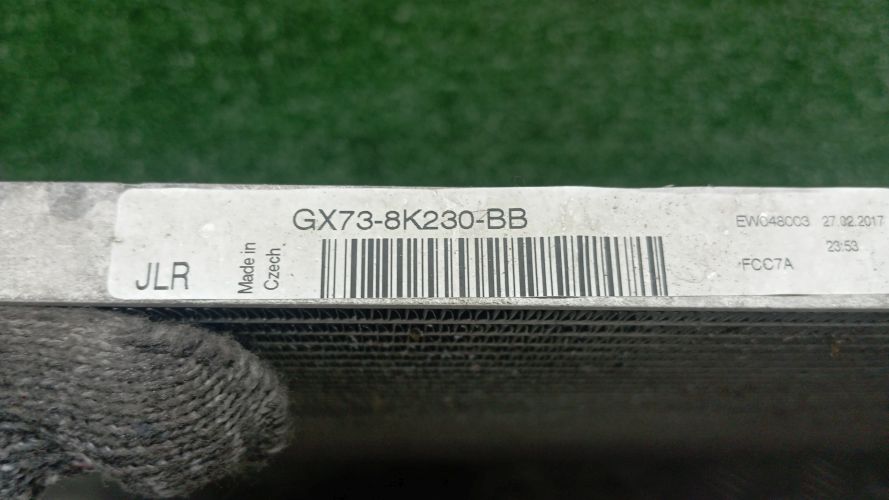 GX73-8K230-BB
JLR
Made in
Czech
EW048003 27.02.2017
23:53
FCC7A